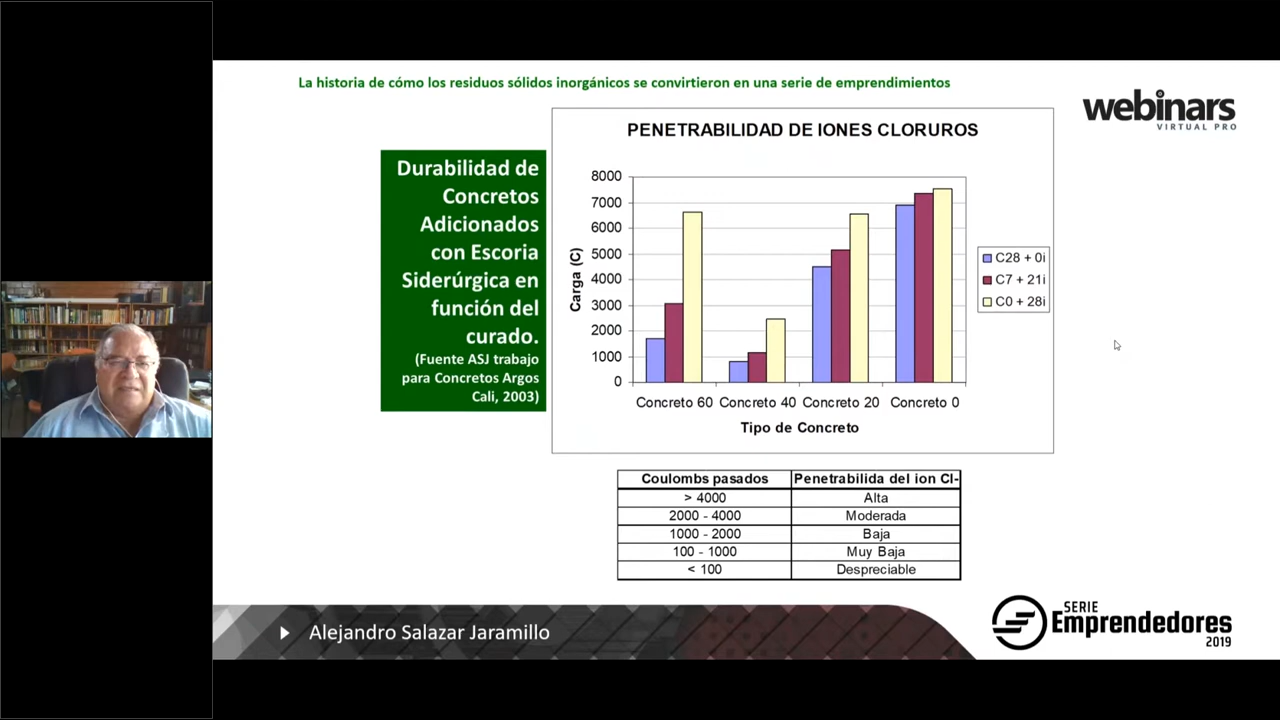 La historia de cómo los residuos sólidos inorgánicos se convirtieron en una serie de emprendimientos
webinars
VIRTUAL PRO
Durabilidad de
Concretos
Adicionados
con Escoria
Siderúrgica en
función del
curado.
(Fuente ASJ trabajo
para Concretos Argos
Cali, 2003)
PENETRABILIDAD DE IONES CLORUROS
Carga (C)
8000
7000
6000
5000
4000
3000
2000
1000
0
Concreto 60 Concreto 40 Concreto 20 Concreto 0
Tipo de Concreto
C28 + 0i
C7 + 21i
C0 + 28i
Coulombs pasados Penetrabilida del ion Cl-
> 4000 Alta
2000 - 4000 Moderada
1000 - 2000 Baja
100 - 1000 Muy Baja
< 100 Despreciable
Alejandro Salazar Jaramillo
SERIE
Emprendedores
2019